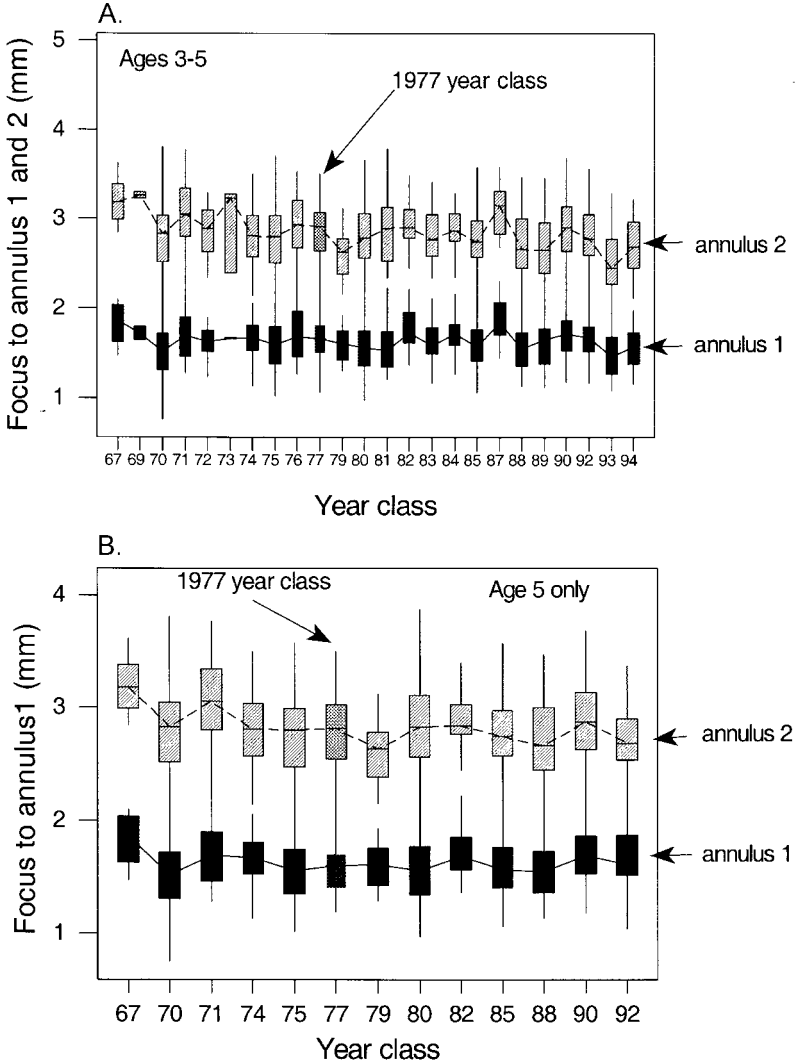 A.
5
Ages 3-5
1977 year class
4
3
annulus 2
2
annulus 1
1
Focus to annulus 1 and 2 (mm)
67 69 70 71 72 73 74 75 76 77 79 80 81 82 83 84 85 87 88 89 90 92 93 94
Year class
B.
4
1977 year class
Age 5 only
3
annulus 2
2
annulus 1
1
Focus to annulus1 (mm)
67 70 71 74 75 77 79 80 82 85 88 90 92
Year class